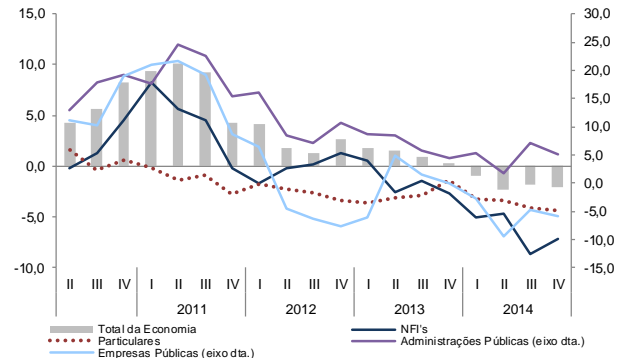 15,0 30,0
25,0
10,0 20,0
15,0
5,0 10,0
5,0
0,0 0,0
-5,0 -5,0
-10,0
-10,0 -15,0
II III IV I II III IV I II III IV I II III IV I II III IV
2011 2012 2013 2014
Total da Economia NFI's
Particulares Administrações Públicas (eixo dta.)
Empresas Públicas (eixo dta.)